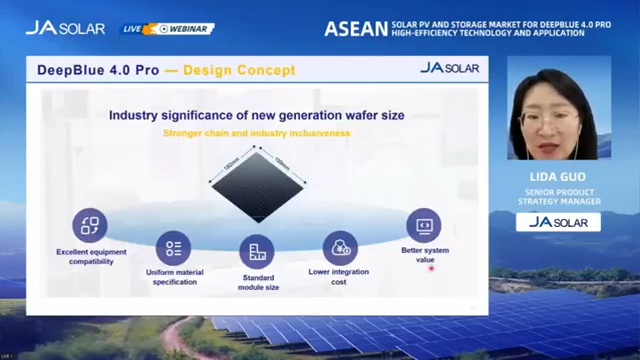 JA SOLAR
LIVE WEBINAR
ASEAN
SOLAR PV AND STORAGE MARKET FOR DEEPBLUE 4.0 PRO
HIGH-EFFICIENCY TECHNOLOGY AND APPLICATION
DeepBlue 4.0 Pro — Design Concept
JA SOLAR
Industry significance of new generation wafer size
Stronger chain and industry inclusiveness
182mm
Excellent equipment
compatibility
Uniform material
specification
Standard
module size
Lower integration
cost
Better system
value
LIDA GUO
SENIOR PRODUCT
STRATEGY MANAGER
JA SOLAR